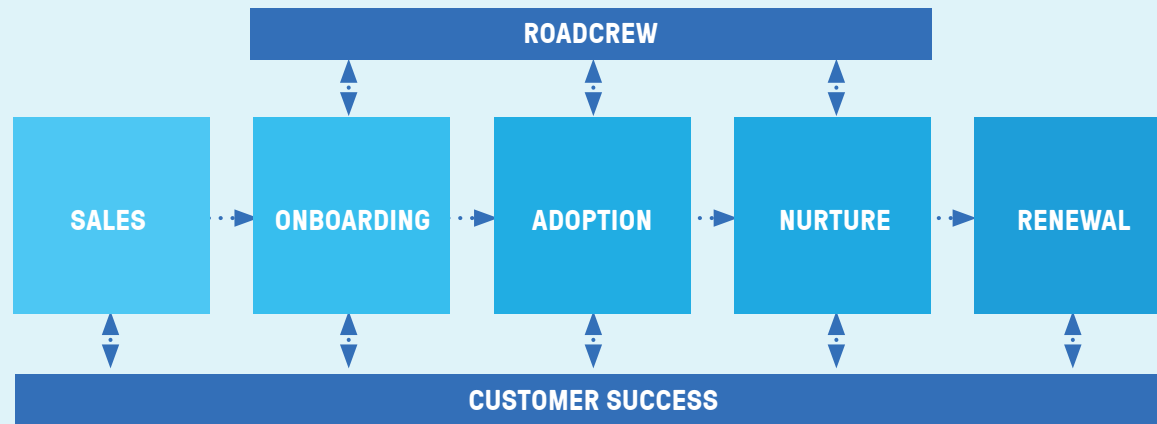 ROADCREW
SALES
ONBOARDING
ADOPTION
NURTURE
RENEWAL
CUSTOMER SUCCESS